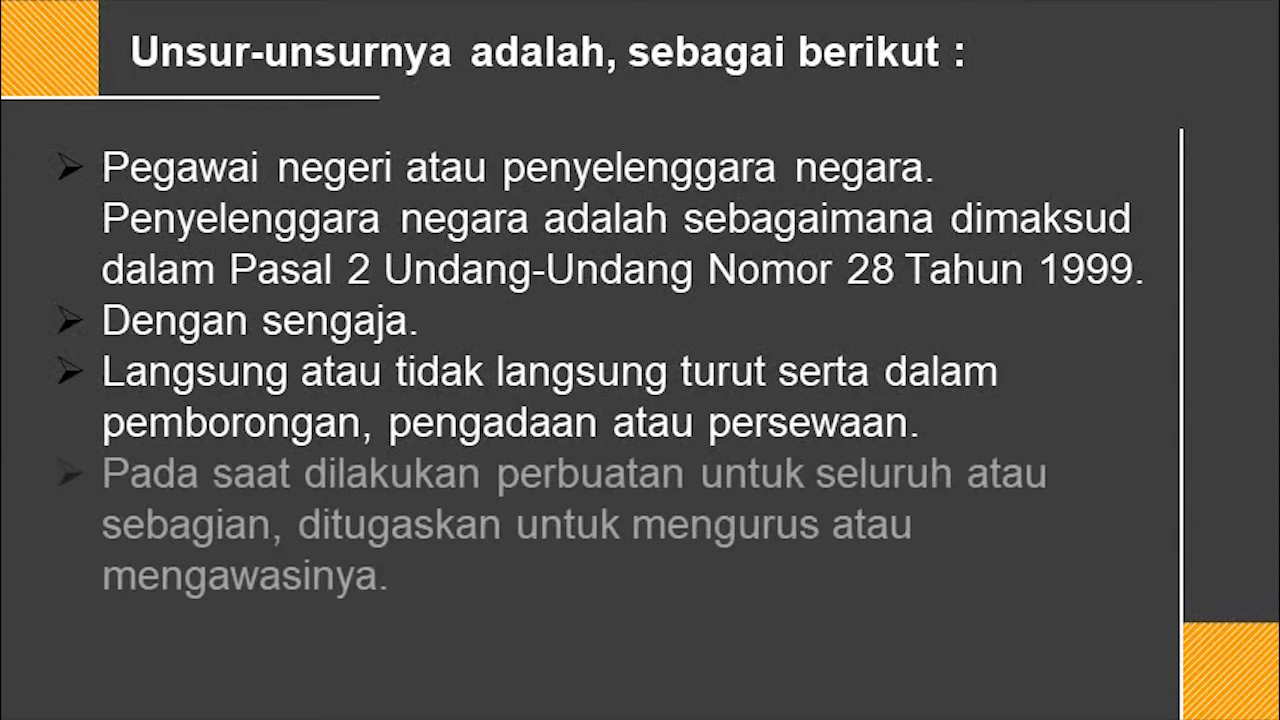 Unsur-unsurnya adalah, sebagai berikut :
Pegawai negeri atau penyelenggara negara.
Penyelenggara negara adalah sebagaimana dimaksud
dalam Pasal 2 Undang-Undang Nomor 28 Tahun 1999.
Dengan sengaja.
Langsung atau tidak langsung turut serta dalam
pemborongan, pengadaan atau persewaan.
Pada saat dilakukan perbuatan untuk seluruh atau
sebagian, ditugaskan untuk mengurus atau
mengawasinya.